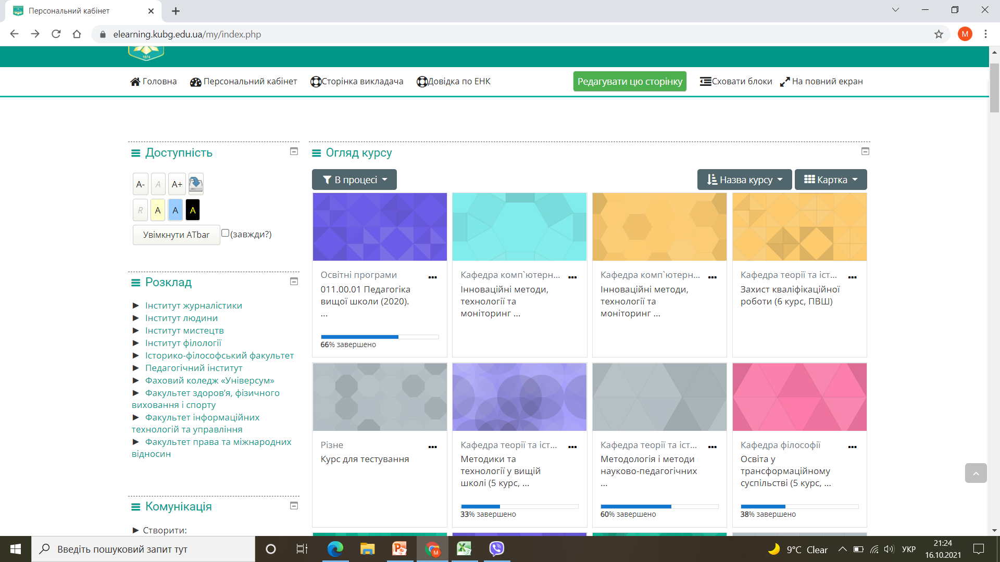 Персональний кабінет
elearning.kubg.edu.ua/my/index.php
M
1874
Головна
Персональний кабінет
Сторінка викладача
Довідка по ЕНК
Редагувати цю сторінку
Сховати блоки
На повний екран
Доступність
A- A A+
R A A A
Увімкнути ATbar
(завжди?)
Розклад
Інститут журналістики
Інститут людини
Інститут мистецтв
Інститут філології
Історико-філософський факультет
Педагогічний інститут
Фаховий коледж «Універсум»
Факультет здоров’я, фізичного
виховання і спорту
Факультет інформаційних
технологій та управління
Факультет права та міжнародних
відносин
Комунікація
Створити:
Огляд курсу
В процесі
Назва курсу
Картка
Освітні програми
011.00.01 Педагогіка
вищої школи (2020).
...
66% завершено
Кафедра комп`ютерн...
Інноваційні методи,
технології та
моніторинг ...
Кафедра комп`ютерн...
Інноваційні методи,
технології та
моніторинг ...
Кафедра теорії та іст...
Захист кваліфікаційної
роботи (6 курс, ПВШ)
Різне
Курс для тестування
Кафедра теорії та іст...
Методики та
технології у вищій
школі (5 курс, ...
33% завершено
Кафедра теорії та іст...
Методологія і методи
науково-педагогічних
...
60% завершено
Кафедра філософії
Освіта у
трансформаційному
суспільстві (5 курс, ...
38% завершено
Введіть пошуковий запит тут
9°C Clear
УКР
21:24
16.10.2021